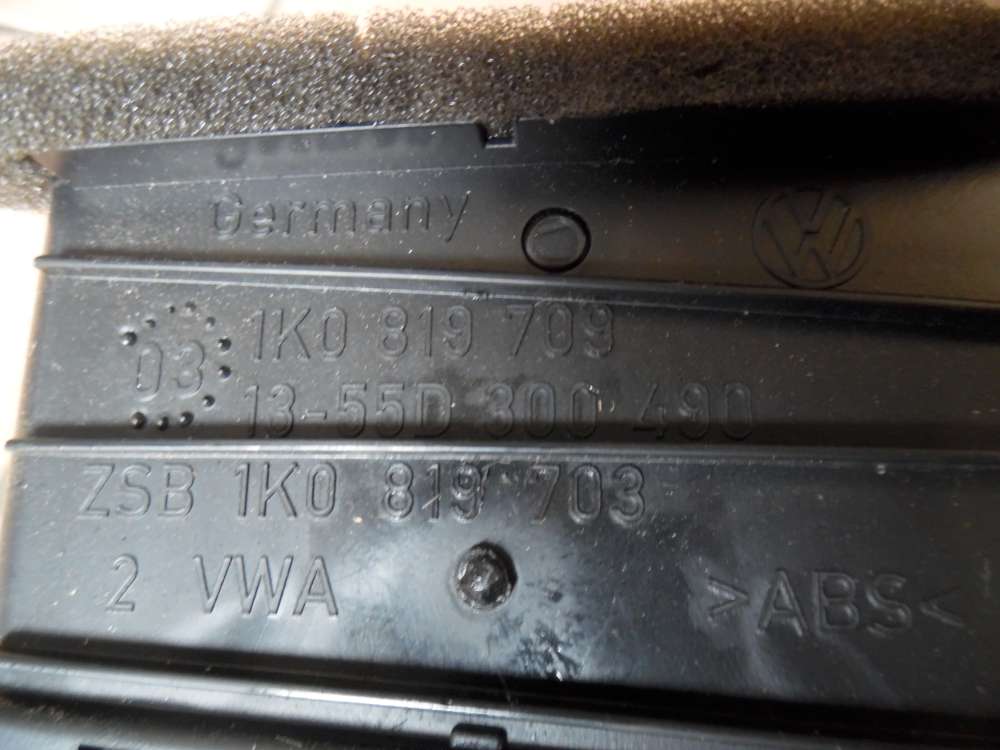 Germany
03
1K0 819 709
13-55D 300 490
ZSB 1K0 819 703
2 VWA >ABS<